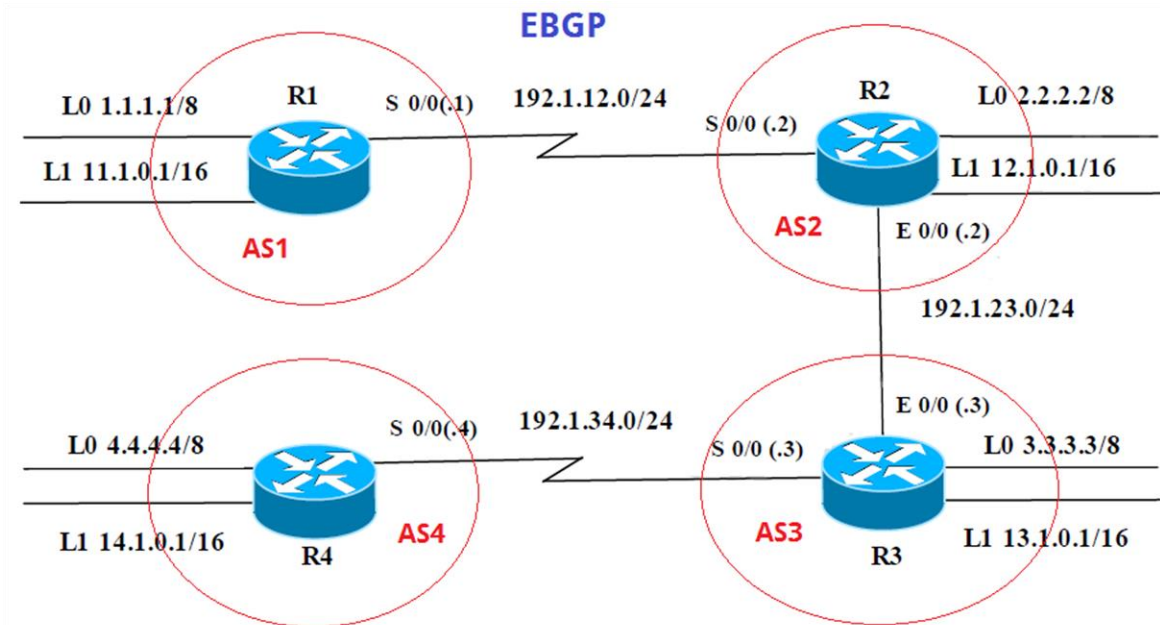 EBGP
L0 1.1.1.1/8
R1
S 0/0(.1)
192.1.12.0/24
R2
L0 2.2.2.2/8
S 0/0 (.2)
L1 11.1.0.1/16
L1 12.1.0.1/16
AS1
AS2
E 0/0 (.2)
192.1.23.0/24
E 0/0 (.3)
L0 4.4.4.4/8
S 0/0(.4)
192.1.34.0/24
S 0/0 (.3)
L0 3.3.3.3/8
L1 14.1.0.1/16
R4
AS4
AS3
R3
L1 13.1.0.1/16